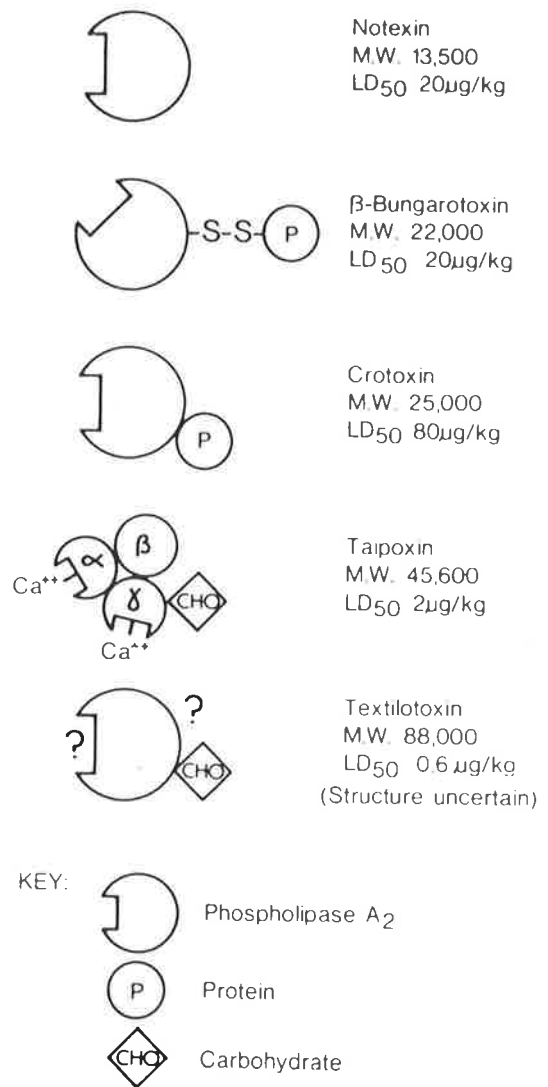 Notexin
M.W. 13,500
LD50 20µg/kg
S-S P
β-Bungarotoxin
M.W. 22,000
LD50 20µg/kg
P
Crotoxin
M.W. 25,000
LD50 80µg/kg
α β
γ CHO
Ca++
Ca++
Taipoxin
M.W. 45,600
LD50 2µg/kg
? ?
CHO
Textilotoxin
M.W. 88,000
LD50 0.6 µg/kg
(Structure uncertain)
KEY:
Phospholipase A2
P Protein
CHO Carbohydrate